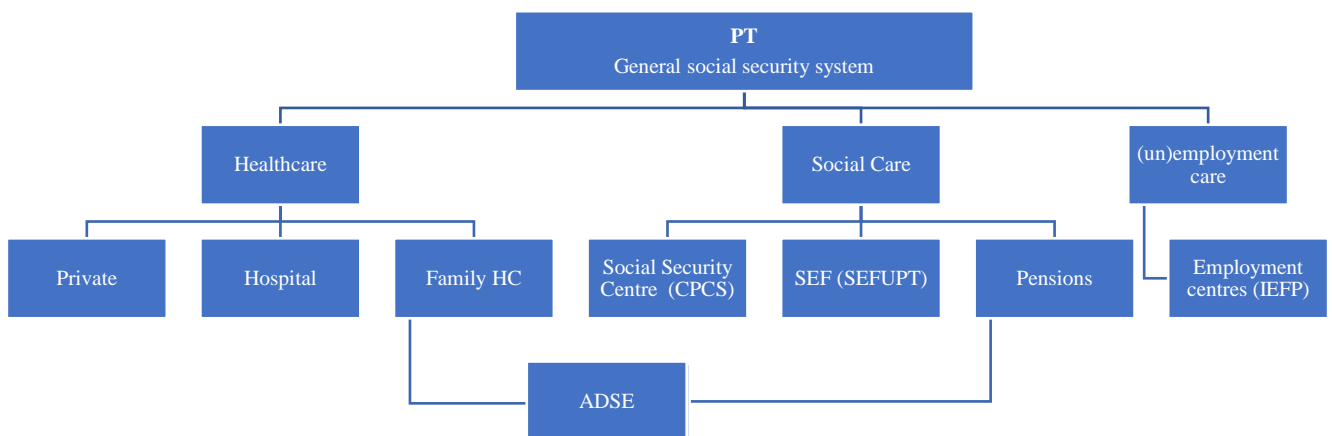 PT
General social security system
Healthcare
Social Care
(un)employment
care
Private
Hospital
Family HC
Social Security
Centre (CPCS)
SEF (SEFUPT)
Pensions
Employment
centres (IEFP)
ADSE